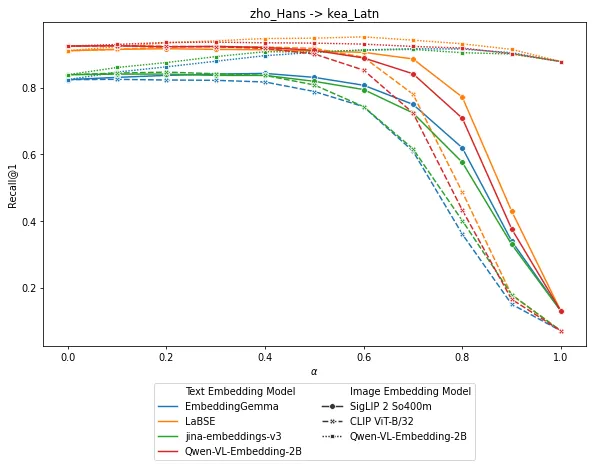 zho_Hans -> kea_Latn
Recall@1
0.8
0.6
0.4
0.2
0.0 0.2 0.4 0.6 0.8 1.0
α
Text Embedding Model
EmbeddingGemma
LaBSE
jina-embeddings-v3
Qwen-VL-Embedding-2B
Image Embedding Model
SigLIP 2 So400m
CLIP ViT-B/32
Qwen-VL-Embedding-2B